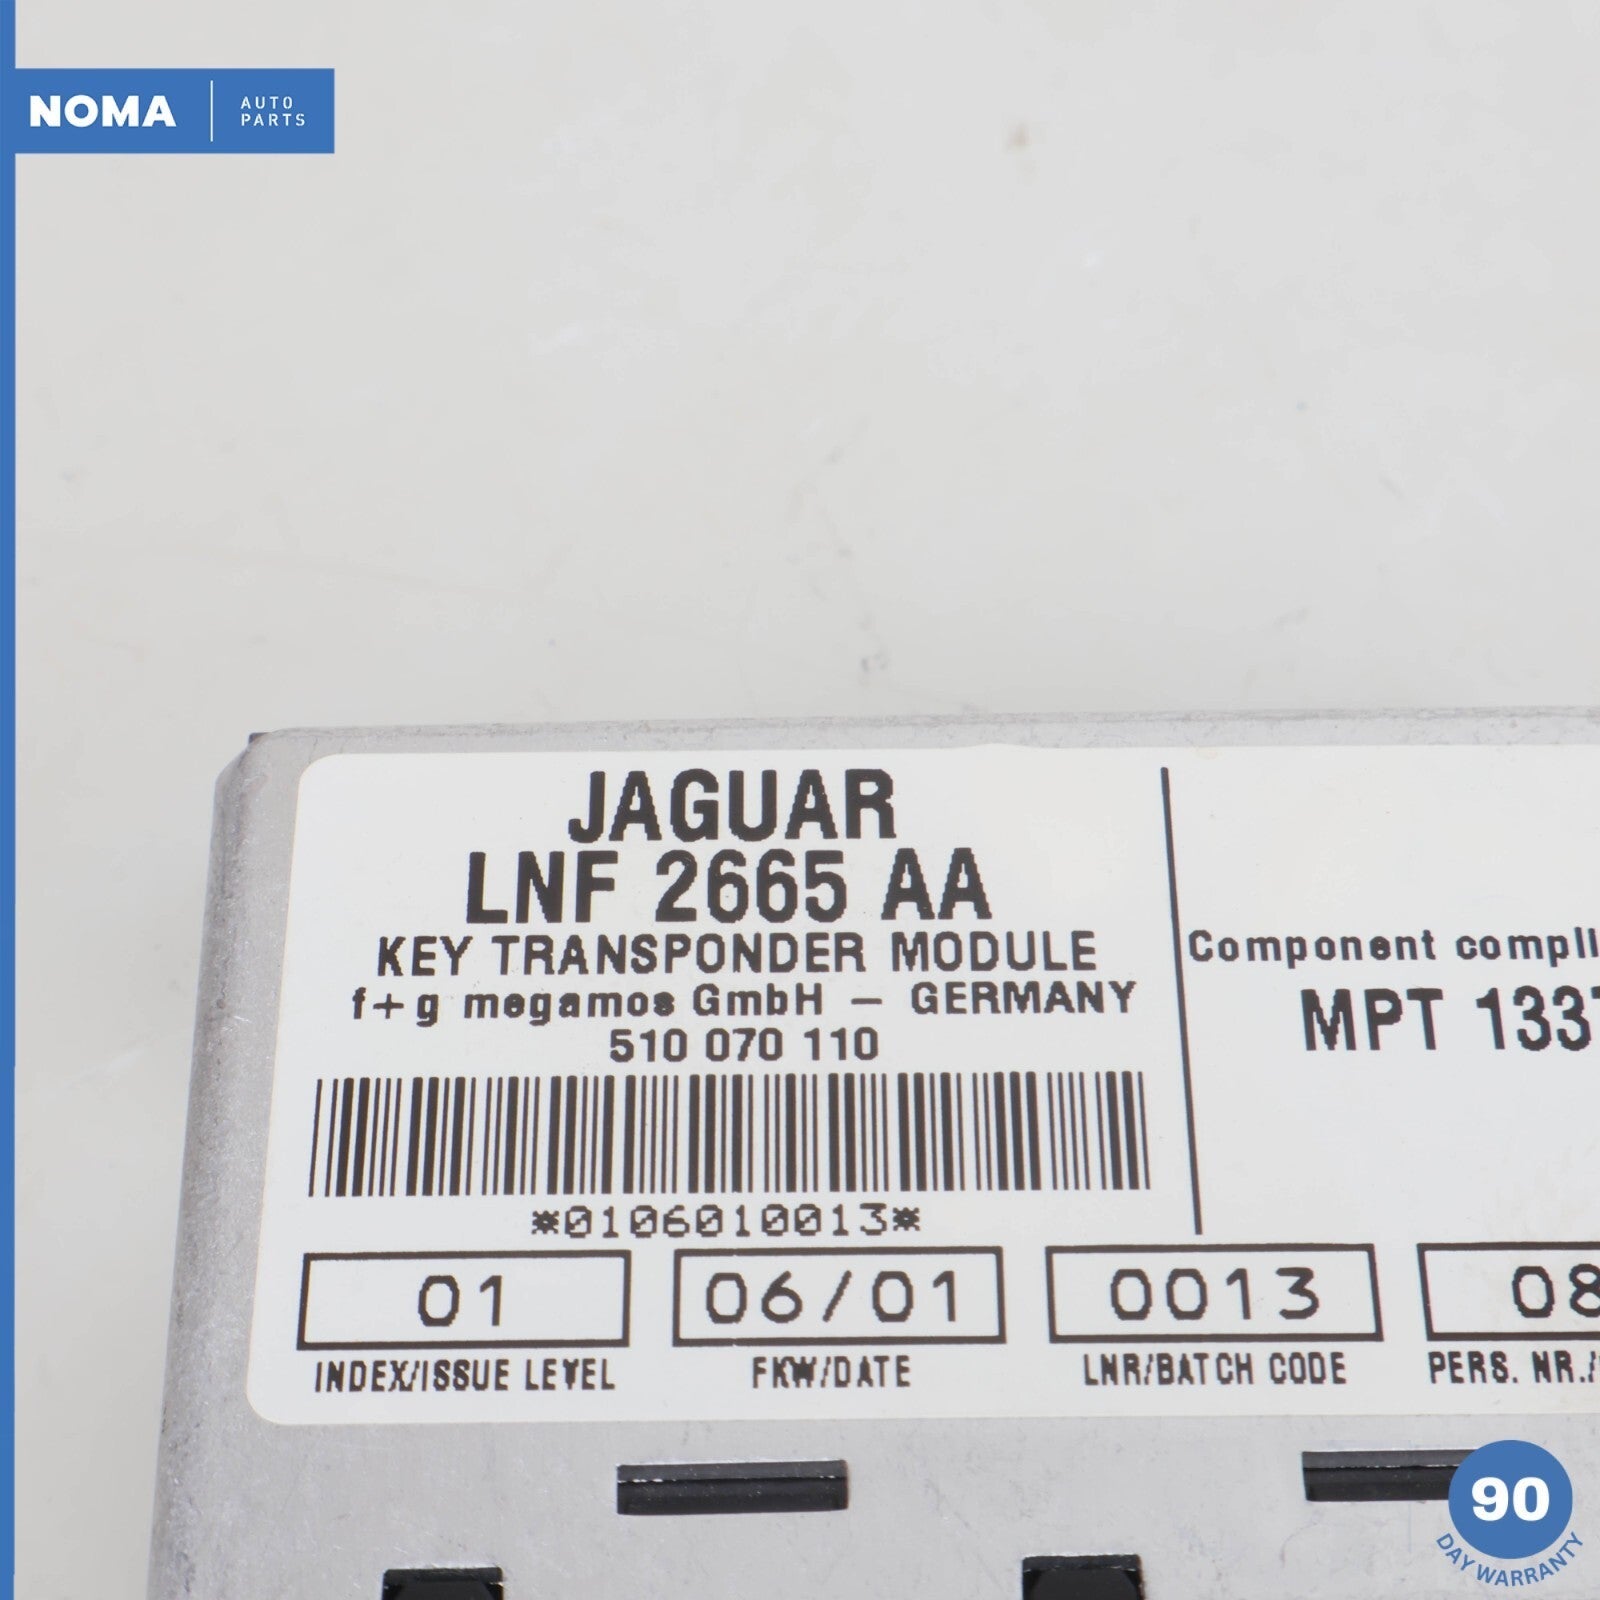 NOMA
AUTO
PARTS
JAGUAR
LNF 2665 AA
KEY TRANSPONDER MODULE
f+g megamos GmbH – GERMANY
510 070 110
*0106010013*
Component compli
MPT 133
01
06/01
0013
08
INDEX/ISSUE LEVEL
FKW/DATE
LNR/BATCH CODE
PERS. NR./
90
DAY WARRANTY